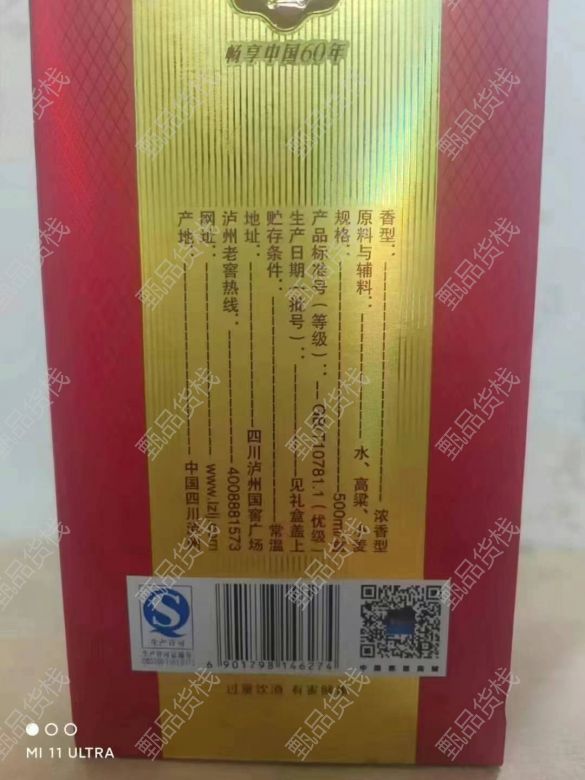 畅享中国60年
香型：浓香型
原料与辅料：水、高粱、小麦
规格：500ml
产品标准号（等级）：GB/T10781.1（优级）
生产日期（批号）：见礼盒盖上
贮存条件：常温
地址：四川泸州国窖广场
泸州老窖热线：4008881573
网址：www.lzlj.com
产地：中国四川泸州
6 901798 146274
过量饮酒 有害健康
MI 11 ULTRA
甄品货栈